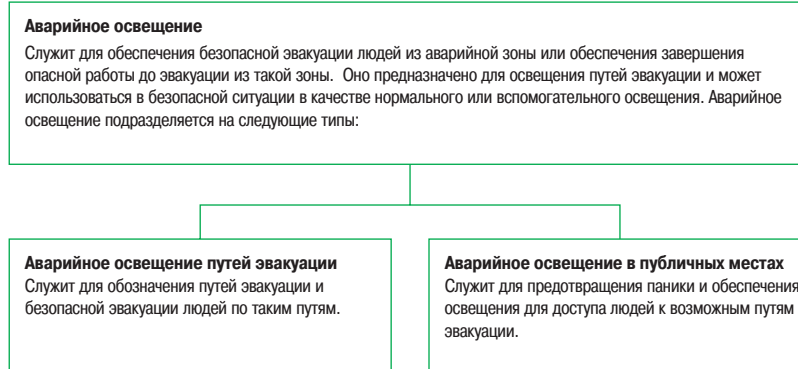 Аварийное освещение
Служит для обеспечения безопасной эвакуации людей из аварийной зоны или обеспечения завершения
опасной работы до эвакуации из такой зоны. Оно предназначено для освещения путей эвакуации и может
использоваться в безопасной ситуации в качестве нормального или вспомогательного освещения. Аварийное
освещение подразделяется на следующие типы:
Аварийное освещение путей эвакуации
Служит для обозначения путей эвакуации и
безопасной эвакуации людей по таким путям.
Аварийное освещение в публичных местах
Служит для предотвращения паники и обеспечения
освещения для доступа людей к возможным путям
эвакуации.